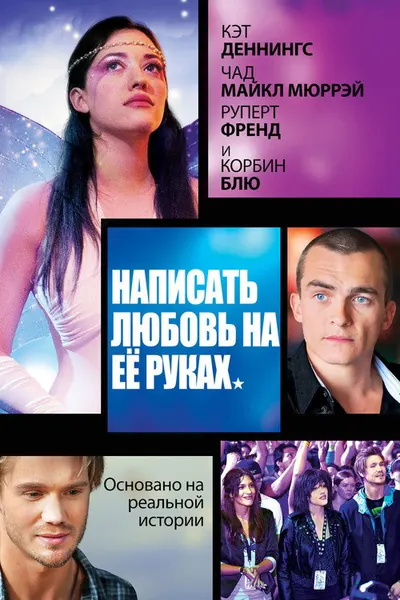 КЭТ
ДЕННИНГС
ЧАД
МАЙКЛ МЮРРЭЙ
РУПЕРТ
ФРЕНД
И
КОРБИН
БЛЮ
НАПИСАТЬ
ЛЮБОВЬ НА
ЕЁ РУКАХ.
Основано на
реальной
истории